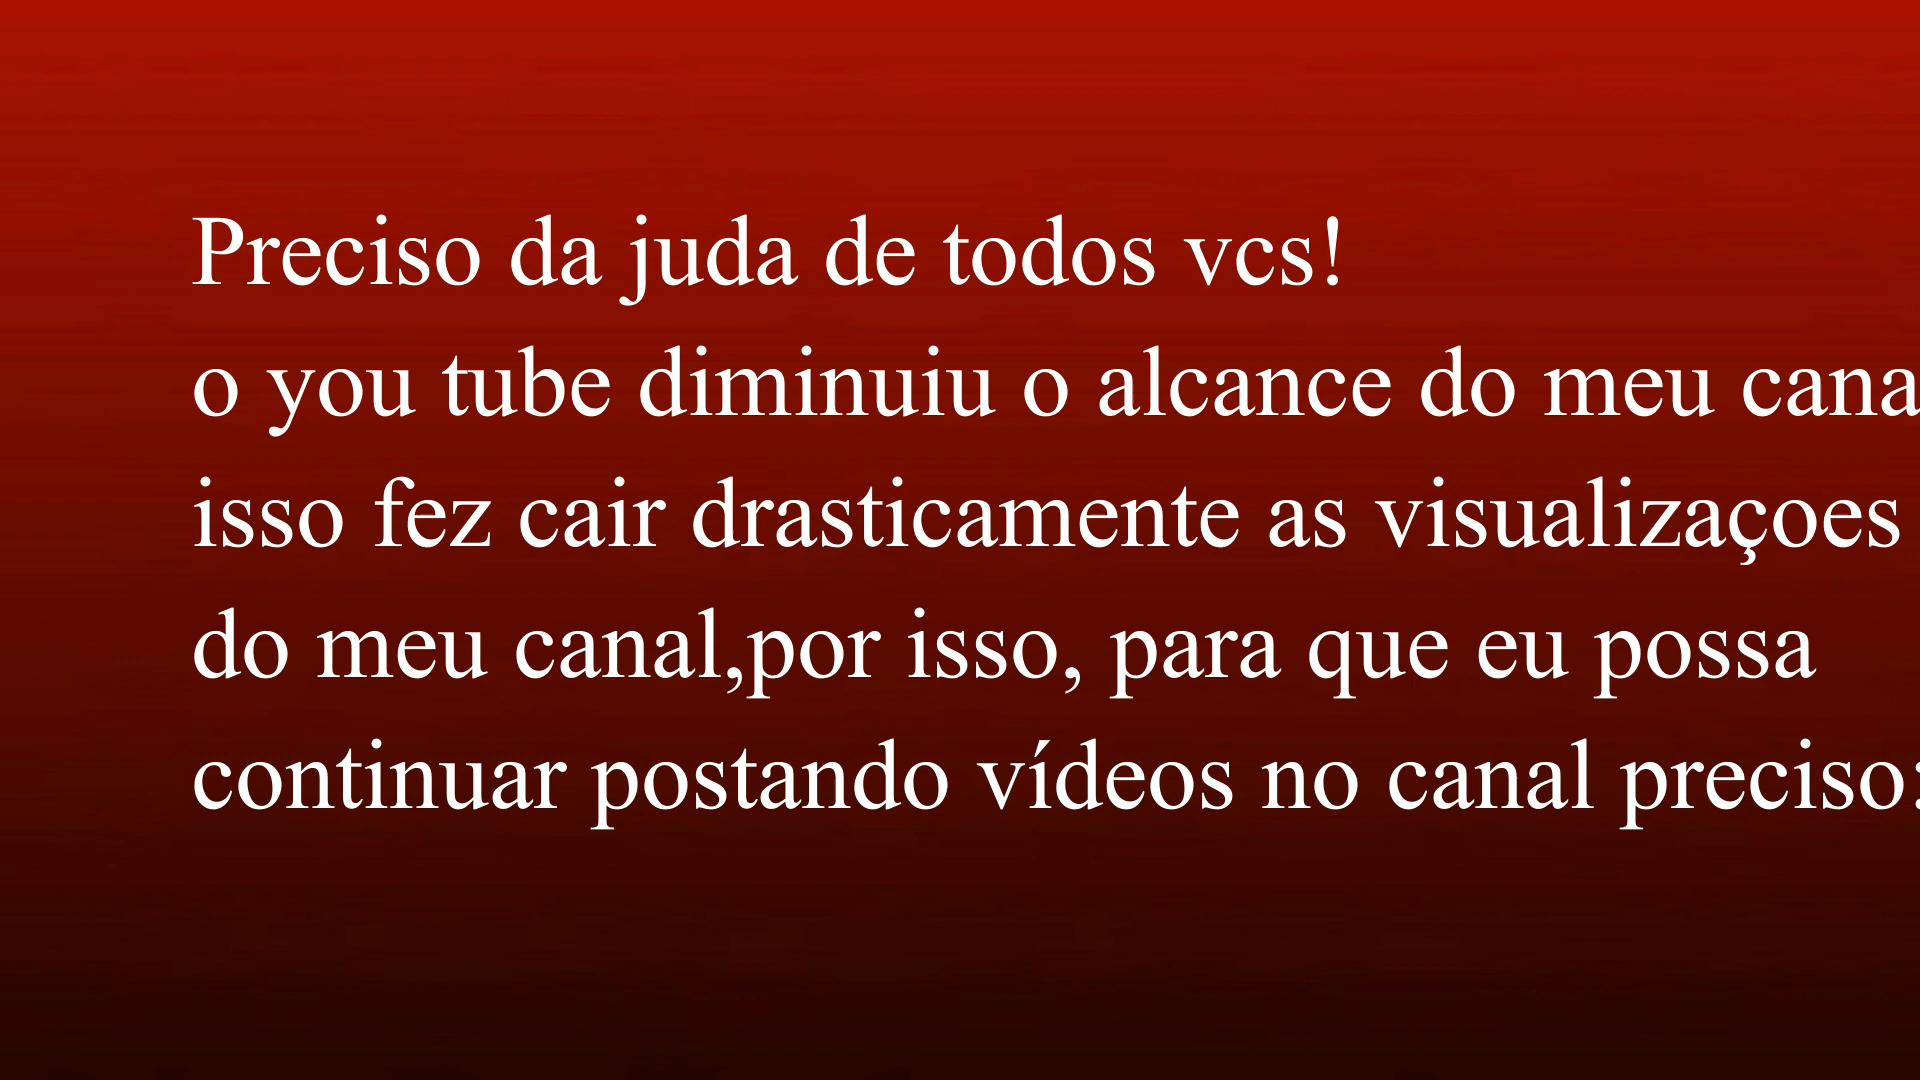 Preciso da juda de todos vcs!
o you tube diminuiu o alcance do meu cana
isso fez cair drasticamente as visualizaçoes
do meu canal,por isso, para que eu possa
continuar postando vídeos no canal preciso: